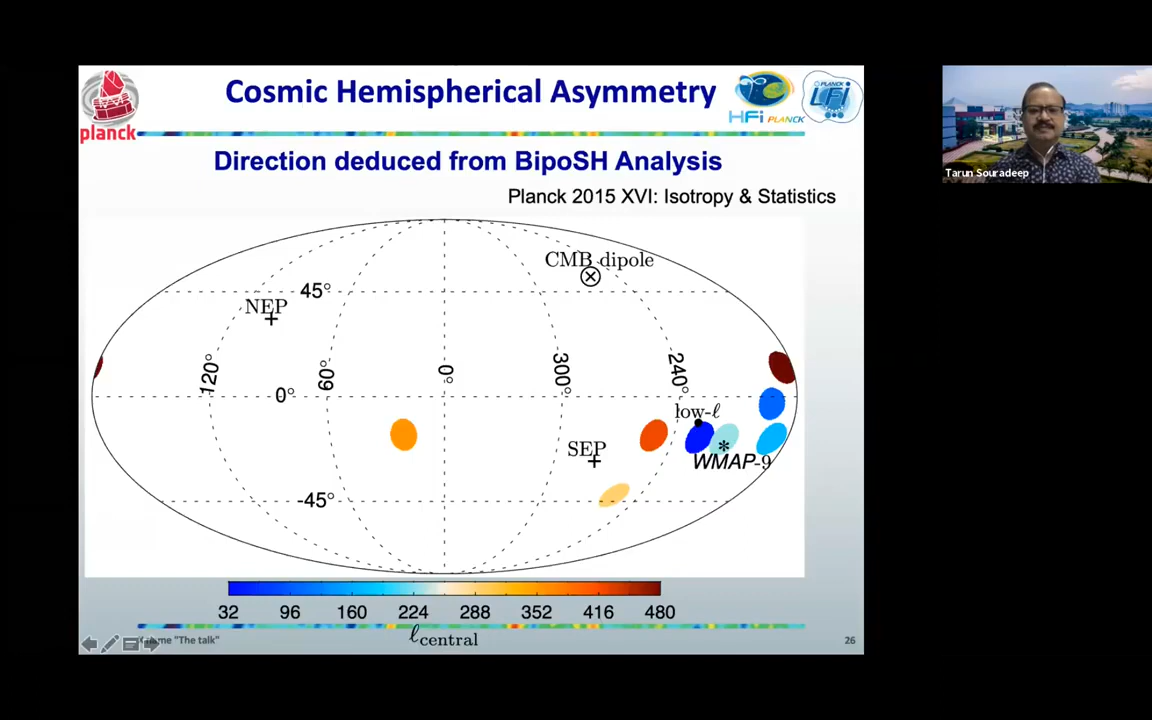 Cosmic Hemispherical Asymmetry
planck
HFi PLANCK
PLANCK
LFI
Direction deduced from BipoSH Analysis
Planck 2015 XVI: Isotropy & Statistics
Tarun Souradeep
CMB dipole
45°
NEP
120°
60°
0°
300°
240°
0°
low-ℓ
SEP
WMAP-9
-45°
32 96 160 224 288 352 416 480
ℓcentral
"The talk"
26